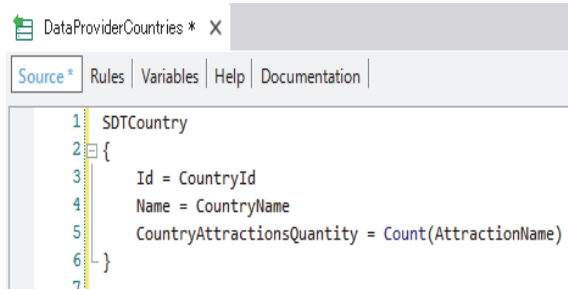 DataProviderCountries * X
Source * Rules Variables Help Documentation
1 SDTCountry
2 {
3 Id = CountryId
4 Name = CountryName
5 CountryAttractionsQuantity = Count(AttractionName)
6 }
7